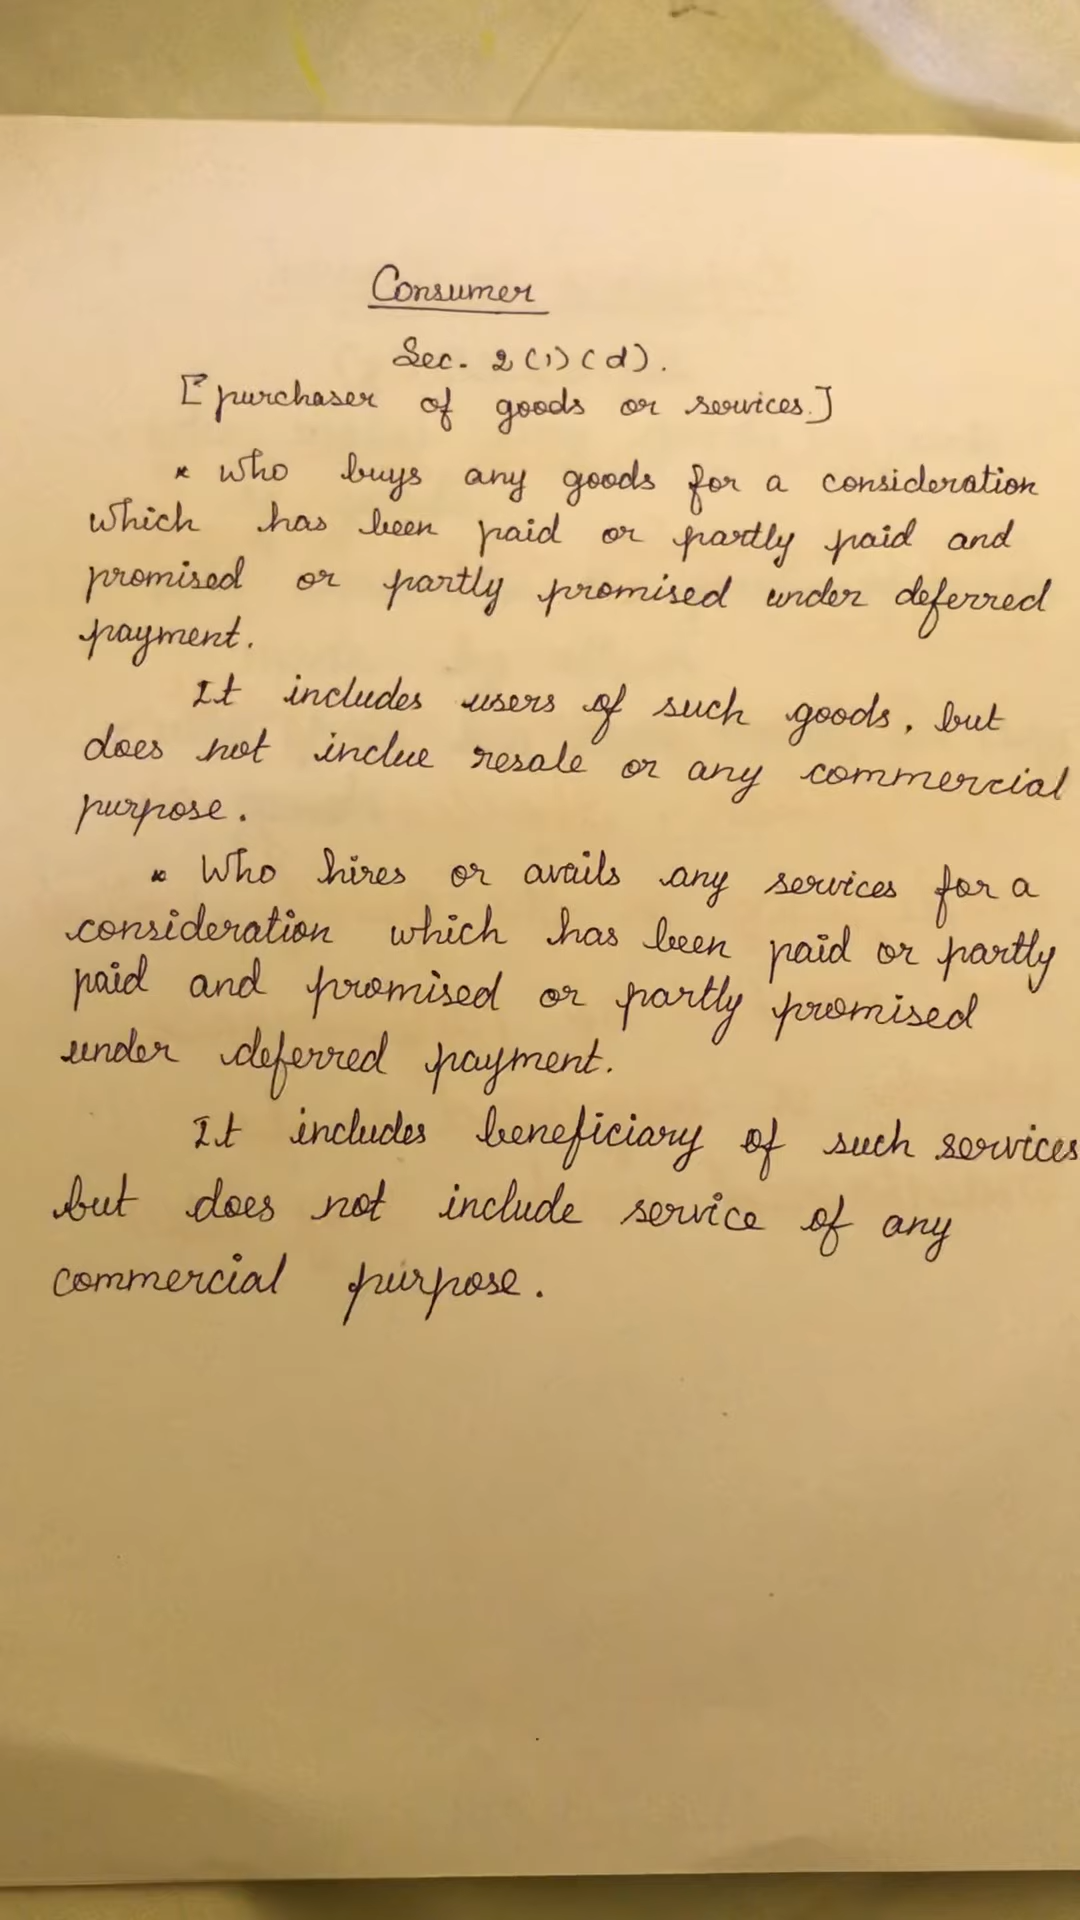 Consumer
Sec. 2(1)(d).
[purchaser of goods or services.]
* who buys any goods for a consideration
which has been paid or partly paid and
promised or partly promised under deferred
payment.
It includes users of such goods, but
does not inclue resale or any commercial
purpose.
* Who hires or avails any services for a
consideration which has been paid or partly
paid and promised or partly promised
under deferred payment.
It includes beneficiary of such services
but does not include service of any
commercial purpose.